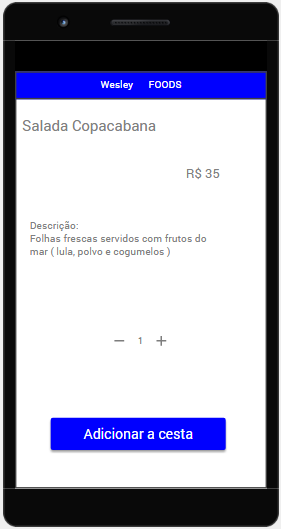 Wesley FOODS
Salada Copacabana
R$ 35
Descrição:
Folhas frescas servidos com frutos do
mar ( lula, polvo e cogumelos )
− 1 +
Adicionar a cesta